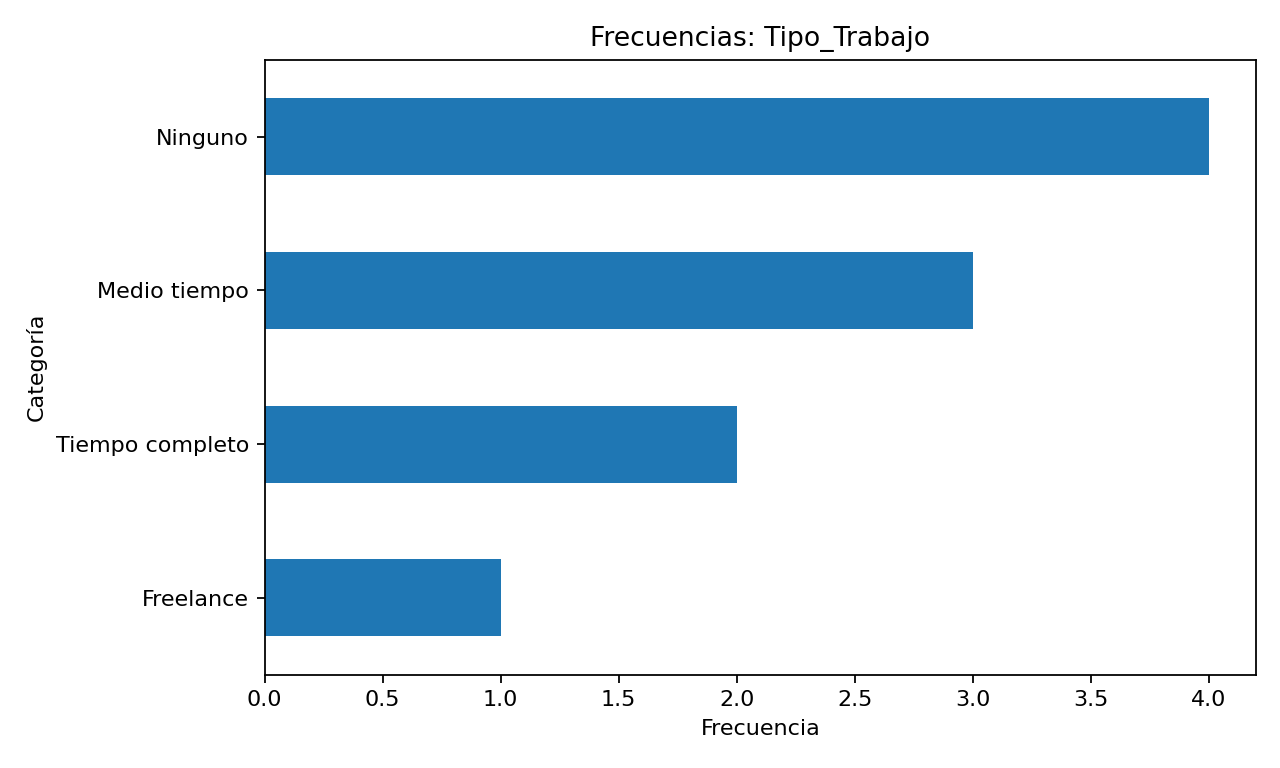 Frecuencias: Tipo_Trabajo
Ninguno
Medio tiempo
Tiempo completo
Freelance
Categoría
0.0 0.5 1.0 1.5 2.0 2.5 3.0 3.5 4.0
Frecuencia